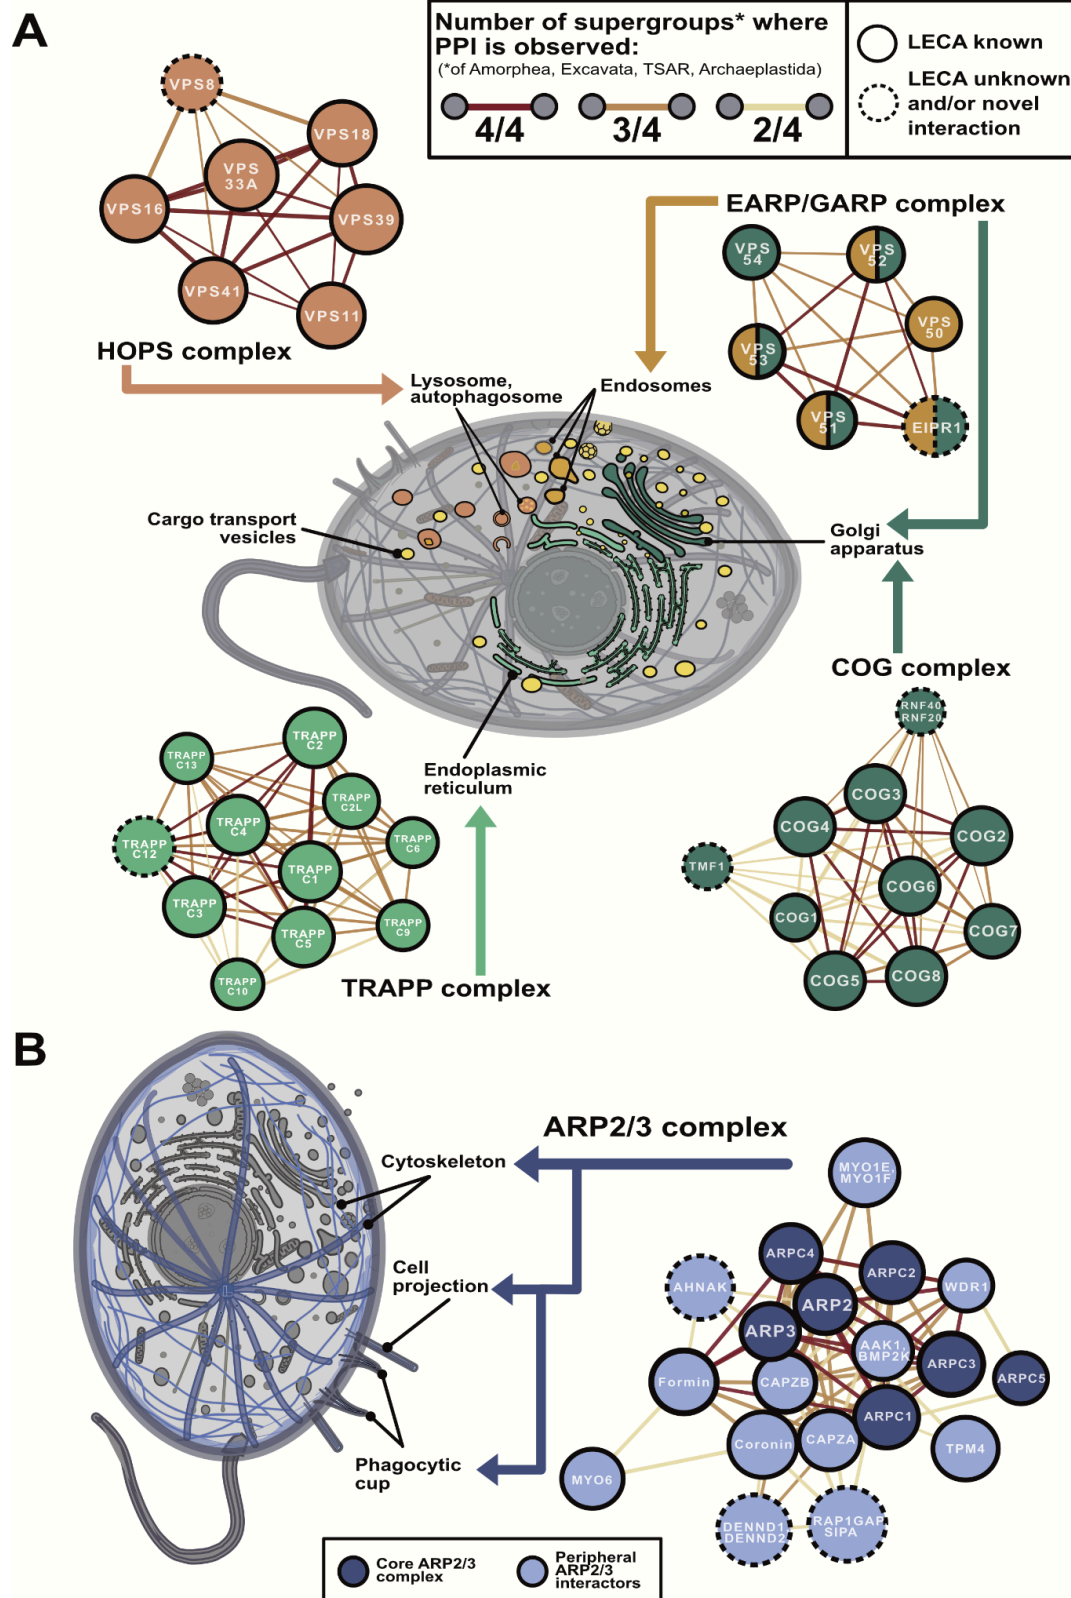 A
Number of supergroups* where
PPI is observed:
(*of Amorphea, Excavata, TSAR, Archaeplastida)
4/4
3/4
2/4
LECA known
LECA unknown
and/or novel
interaction
VPS8
VPS18
VPS
33A
VPS16
VPS39
VPS41
VPS11
HOPS complex
EARP/GARP complex
VPS
54
VPS
52
VPS
50
VPS
53
VPS
51
EIPR1
Lysosome,
autophagosome
Endosomes
Cargo transport
vesicles
Golgi
apparatus
COG complex
RNF40
RNF20
COG3
COG4
COG2
TMF1
COG6
COG1
COG7
COG5
COG8
Endoplasmic
reticulum
TRAPP
C2
TRAPP
C13
TRAPP
C2L
TRAPP
C4
TRAPP
C6
TRAPP
C12
TRAPP
C1
TRAPP
C3
TRAPP
C9
TRAPP
C5
TRAPP
C10
TRAPP complex
B
ARP2/3 complex
Cytoskeleton
Cell
projection
Phagocytic
cup
MYO1E,
MYO1F
ARPC4
ARPC2
AHNAK
WDR1
ARP2
ARP3
AAK1,
BMP2K
ARPC3
ARPC5
Formin
CAPZB
ARPC1
Coronin
CAPZA
TPM4
MYO6
DENND1
DENND2
RAP1GAP
SIPA
Core ARP2/3
complex
Peripheral
ARP2/3
interactors